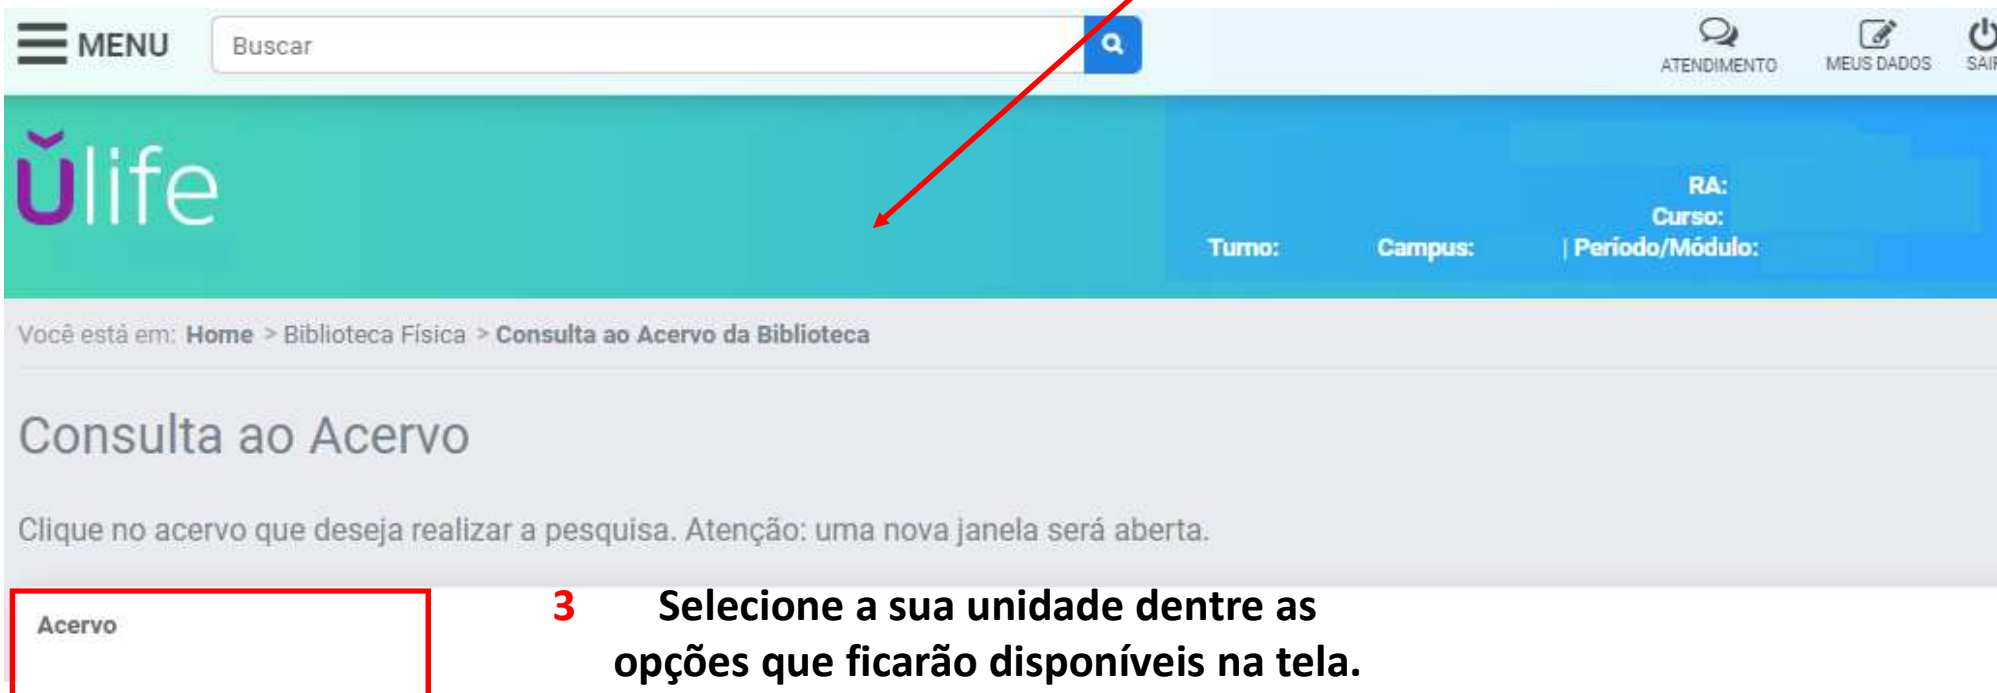 MENU
Buscar
ATENDIMENTO
MEUS DADOS
SAIR
ŭlife
RA:
Curso:
Turno: Campus: | Período/Módulo:
Você está em: Home > Biblioteca Física > Consulta ao Acervo da Biblioteca
Consulta ao Acervo
Clique no acervo que deseja realizar a pesquisa. Atenção: uma nova janela será aberta.
Acervo
3 Selecione a sua unidade dentre as
opções que ficarão disponíveis na tela.